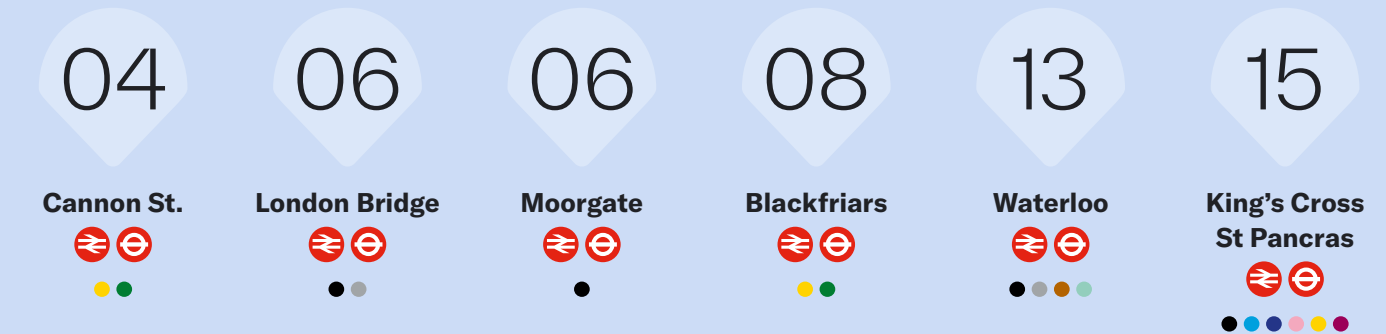 04
06
06
08
13
15
Cannon St.
London Bridge
Moorgate
Blackfriars
Waterloo
King’s Cross
St Pancras